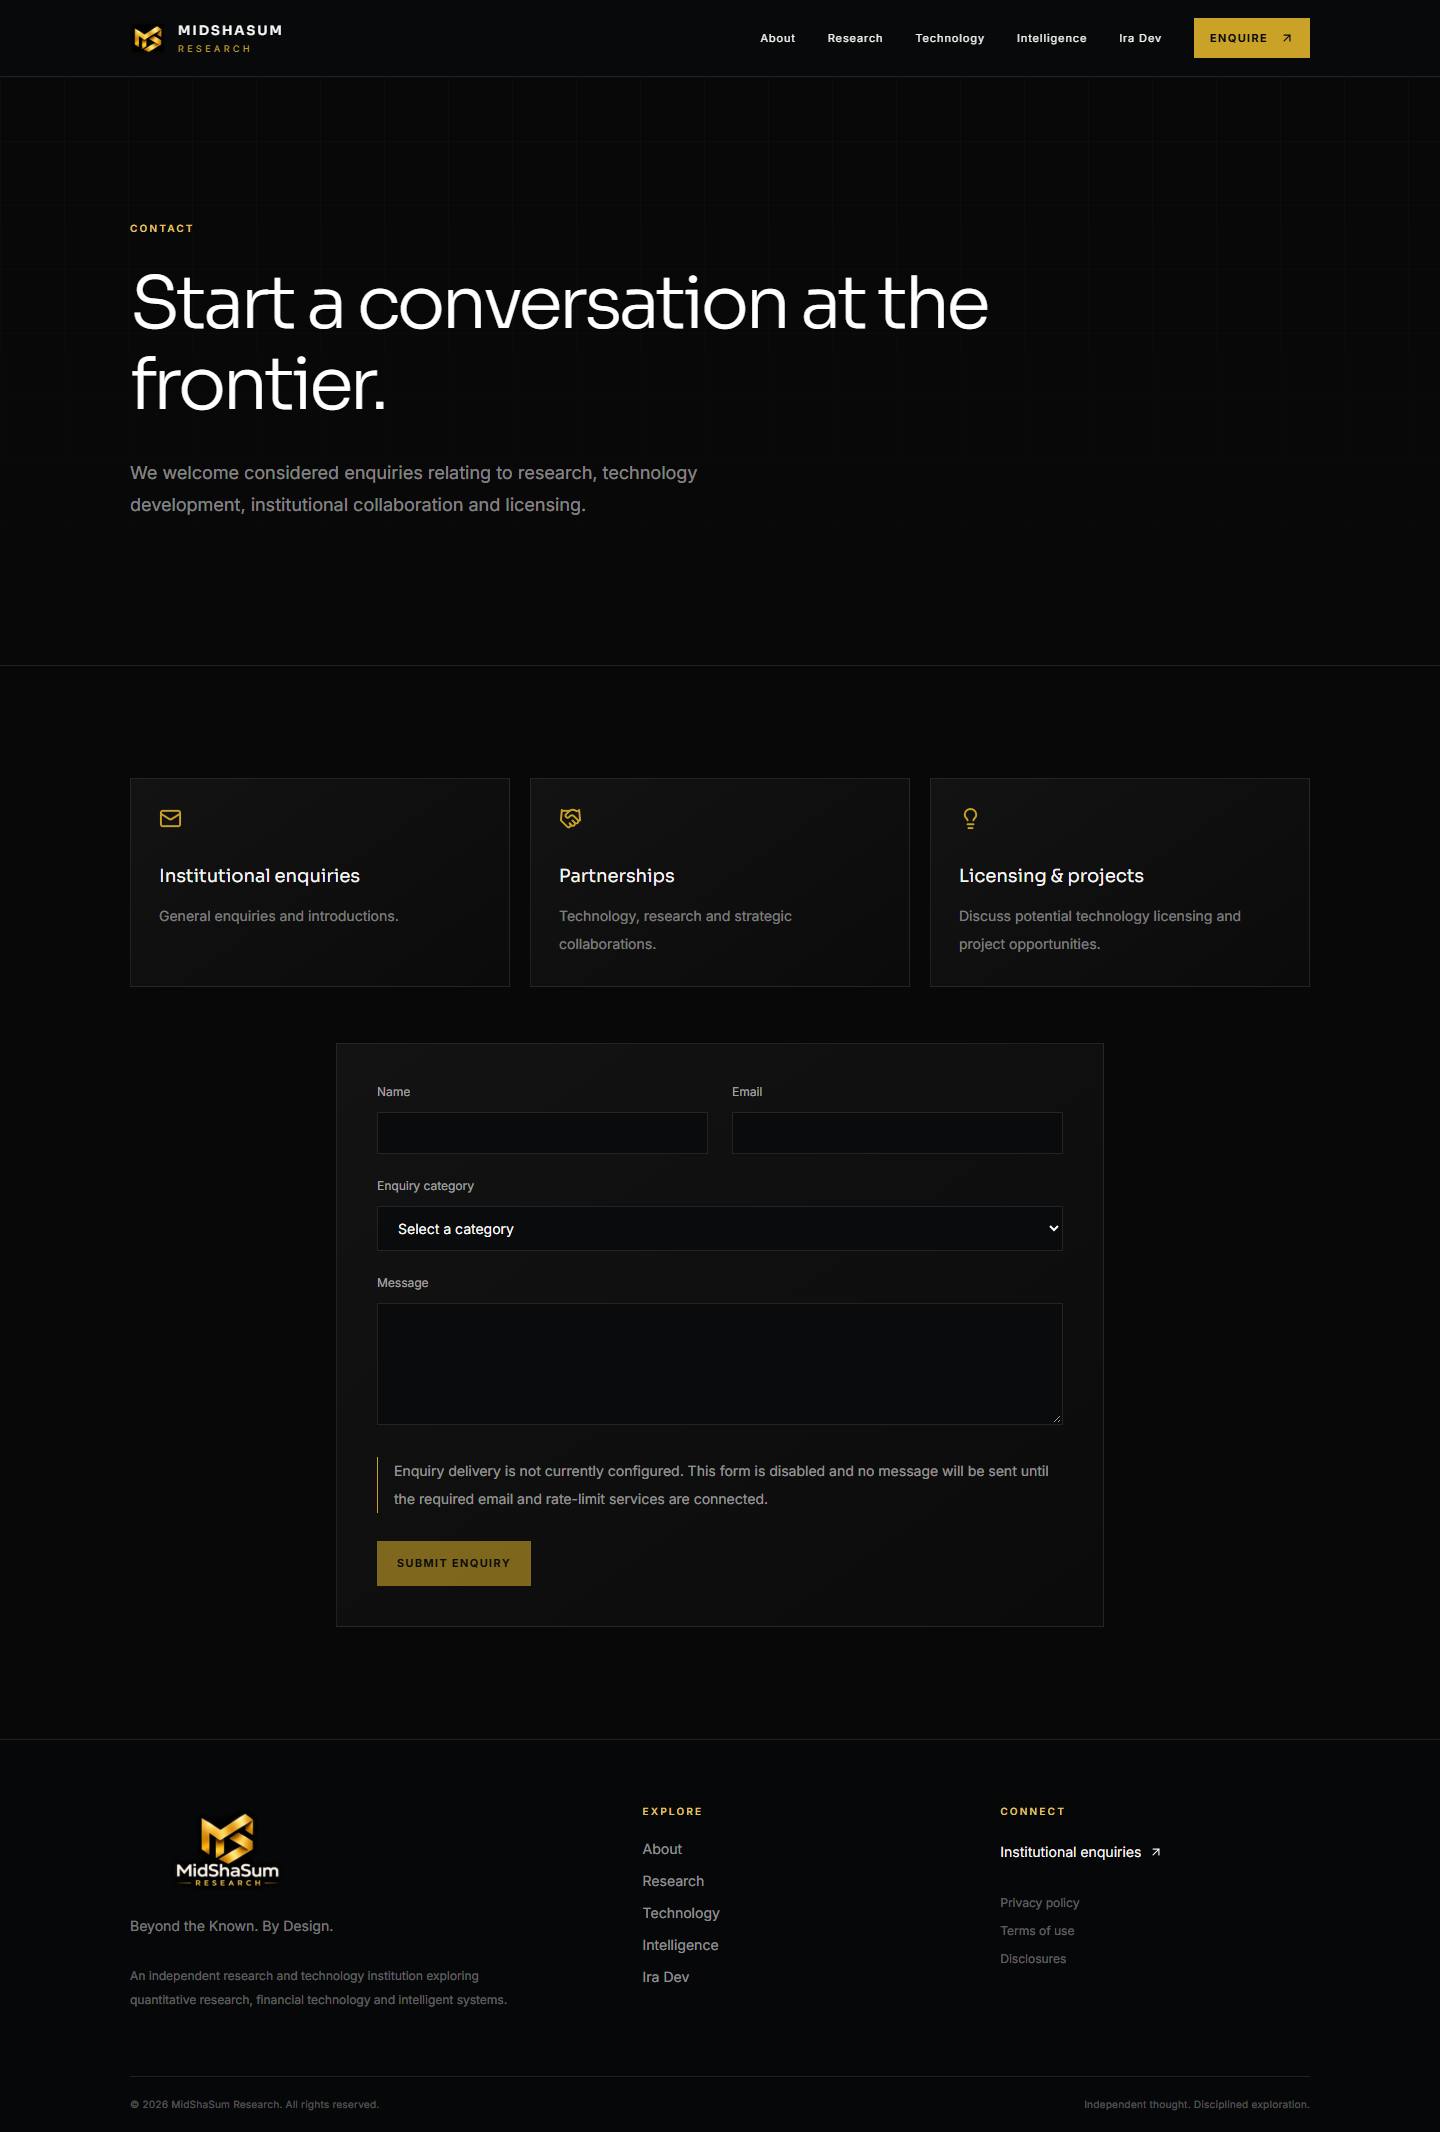 MIDSHASUM
RESEARCH
About
Research
Technology
Intelligence
Ira Dev
ENQUIRE
CONTACT
Start a conversation at the
frontier.
We welcome considered enquiries relating to research, technology
development, institutional collaboration and licensing.
Institutional enquiries
General enquiries and introductions.
Partnerships
Technology, research and strategic
collaborations.
Licensing & projects
Discuss potential technology licensing and
project opportunities.
Name
Email
Enquiry category
Select a category
Message
Enquiry delivery is not currently configured. This form is disabled and no message will be sent until
the required email and rate-limit services are connected.
SUBMIT ENQUIRY
MidShaSum
RESEARCH
Beyond the Known. By Design.
An independent research and technology institution exploring
quantitative research, financial technology and intelligent systems.
EXPLORE
About
Research
Technology
Intelligence
Ira Dev
CONNECT
Institutional enquiries
Privacy policy
Terms of use
Disclosures
© 2026 MidShaSum Research. All rights reserved.
Independent thought. Disciplined exploration.